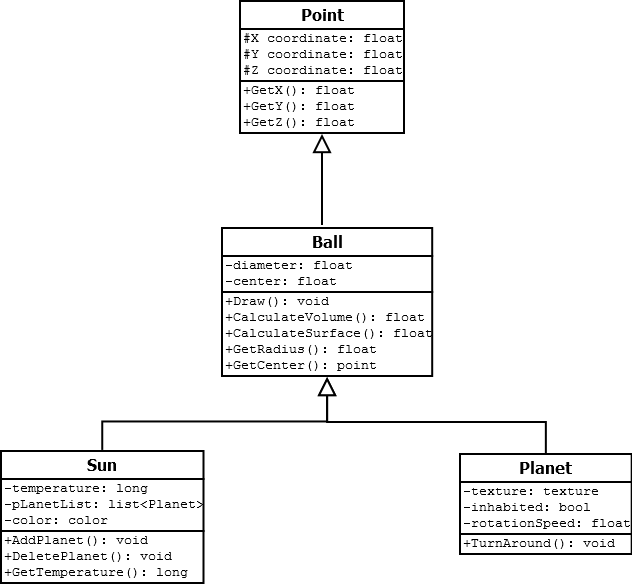 Point
#X coordinate: float
#Y coordinate: float
#Z coordinate: float
+GetX(): float
+GetY(): float
+GetZ(): float
Ball
-diameter: float
-center: float
+Draw(): void
+CalculateVolume(): float
+CalculateSurface(): float
+GetRadius(): float
+GetCenter(): point
Sun
-temperature: long
-pLanetList: list<Planet>
-color: color
+AddPlanet(): void
+DeletePlanet(): void
+GetTemperature(): long
Planet
-texture: texture
-inhabited: bool
-rotationSpeed: float
+TurnAround(): void